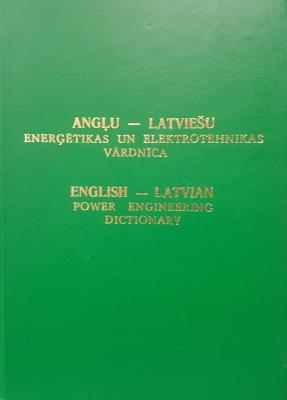 ANGĻU — LATVIEŠU
ENERĢĒTIKAS UN ELEKTROTEHNIKAS
VĀRDNĪCA
ENGLISH — LATVIAN
POWER ENGINEERING
DICTIONARY